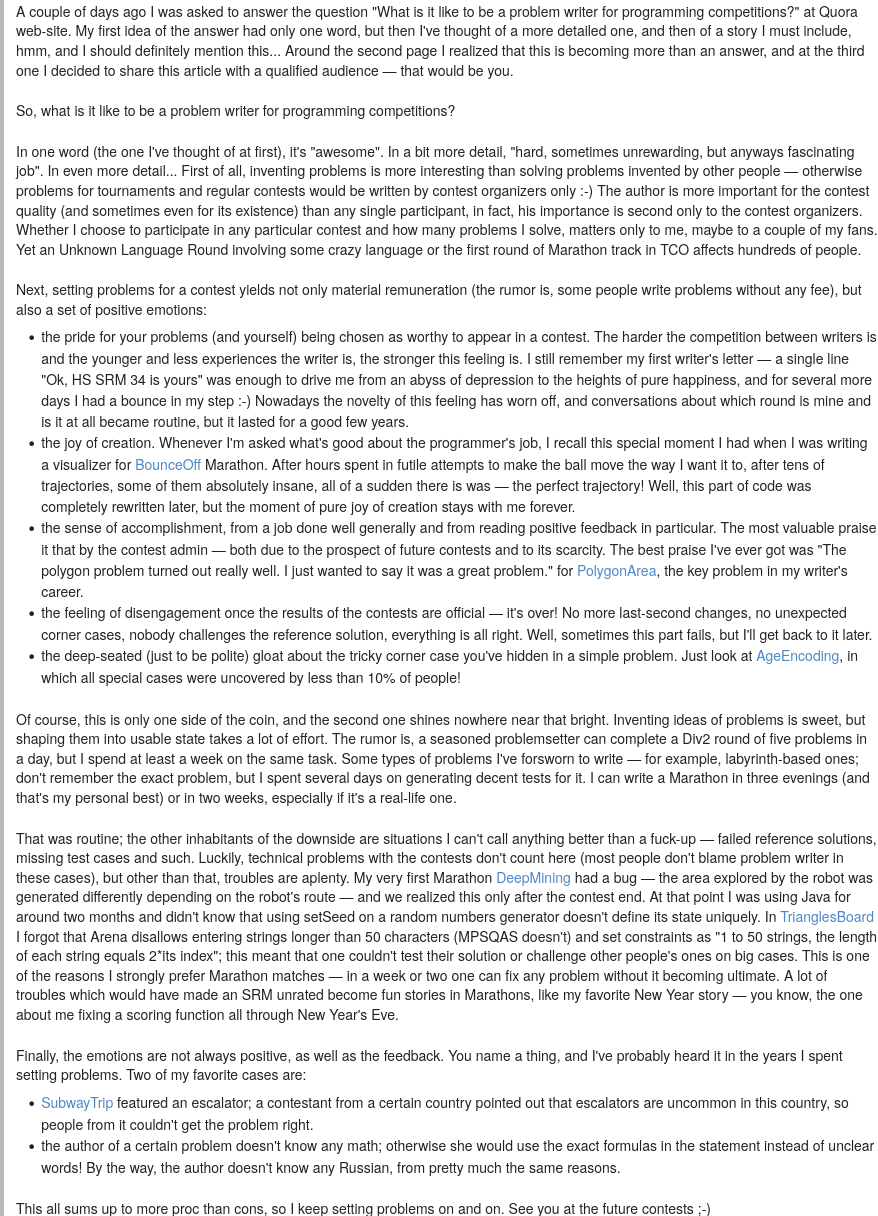 A couple of days ago I was asked to answer the question "What is it like to be a problem writer for programming competitions?" at Quora
web-site. My first idea of the answer had only one word, but then I've thought of a more detailed one, and then of a story I must include,
hmm, and I should definitely mention this... Around the second page I realized that this is becoming more than an answer, and at the third
one I decided to share this article with a qualified audience — that would be you.
So, what is it like to be a problem writer for programming competitions?
In one word (the one I've thought of at first), it's "awesome". In a bit more detail, "hard, sometimes unrewarding, but anyways fascinating
job". In even more detail... First of all, inventing problems is more interesting than solving problems invented by other people — otherwise
problems for tournaments and regular contests would be written by contest organizers only :-) The author is more important for the contest
quality (and sometimes even for its existence) than any single participant, in fact, his importance is second only to the contest organizers.
Whether I choose to participate in any particular contest and how many problems I solve, matters only to me, maybe to a couple of my fans.
Yet an Unknown Language Round involving some crazy language or the first round of Marathon track in TCO affects hundreds of people.
Next, setting problems for a contest yields not only material remuneration (the rumor is, some people write problems without any fee), but
also a set of positive emotions:
• the pride for your problems (and yourself) being chosen as worthy to appear in a contest. The harder the competition between writers is
and the younger and less experiences the writer is, the stronger this feeling is. I still remember my first writer's letter — a single line
"Ok, HS SRM 34 is yours" was enough to drive me from an abyss of depression to the heights of pure happiness, and for several more
days I had a bounce in my step :-) Nowadays the novelty of this feeling has worn off, and conversations about which round is mine and
is it at all became routine, but it lasted for a good few years.
• the joy of creation. Whenever I'm asked what's good about the programmer's job, I recall this special moment I had when I was writing
a visualizer for BounceOff Marathon. After hours spent in futile attempts to make the ball move the way I want it to, after tens of
trajectories, some of them absolutely insane, all of a sudden there is was — the perfect trajectory! Well, this part of code was
completely rewritten later, but the moment of pure joy of creation stays with me forever.
• the sense of accomplishment, from a job done well generally and from reading positive feedback in particular. The most valuable praise
it that by the contest admin — both due to the prospect of future contests and to its scarcity. The best praise I've ever got was "The
polygon problem turned out really well. I just wanted to say it was a great problem." for PolygonArea, the key problem in my writer's
career.
• the feeling of disengagement once the results of the contests are official — it's over! No more last-second changes, no unexpected
corner cases, nobody challenges the reference solution, everything is all right. Well, sometimes this part fails, but I'll get back to it later.
• the deep-seated (just to be polite) gloat about the tricky corner case you've hidden in a simple problem. Just look at AgeEncoding, in
which all special cases were uncovered by less than 10% of people!
Of course, this is only one side of the coin, and the second one shines nowhere near that bright. Inventing ideas of problems is sweet, but
shaping them into usable state takes a lot of effort. The rumor is, a seasoned problemsetter can complete a Div2 round of five problems in
a day, but I spend at least a week on the same task. Some types of problems I've forsworn to write — for example, labyrinth-based ones;
don't remember the exact problem, but I spent several days on generating decent tests for it. I can write a Marathon in three evenings (and
that's my personal best) or in two weeks, especially if it's a real-life one.
That was routine; the other inhabitants of the downside are situations I can't call anything better than a fuck-up — failed reference solutions,
missing test cases and such. Luckily, technical problems with the contests don't count here (most people don't blame problem writer in
these cases), but other than that, troubles are aplenty. My very first Marathon DeepMining had a bug — the area explored by the robot was
generated differently depending on the robot's route — and we realized this only after the contest end. At that point I was using Java for
around two months and didn't know that using setSeed on a random numbers generator doesn't define its state uniquely. In TrianglesBoard
I forgot that Arena disallows entering strings longer than 50 characters (MPSQAS doesn't) and set constraints as "1 to 50 strings, the length
of each string equals 2*its index"; this meant that one couldn't test their solution or challenge other people's ones on big cases. This is one
of the reasons I strongly prefer Marathon matches — in a week or two one can fix any problem without it becoming ultimate. A lot of
troubles which would have made an SRM unrated become fun stories in Marathons, like my favorite New Year story — you know, the one
about me fixing a scoring function all through New Year's Eve.
Finally, the emotions are not always positive, as well as the feedback. You name a thing, and I've probably heard it in the years I spent
setting problems. Two of my favorite cases are:
• SubwayTrip featured an escalator; a contestant from a certain country pointed out that escalators are uncommon in this country, so
people from it couldn't get the problem right.
• the author of a certain problem doesn't know any math; otherwise she would use the exact formulas in the statement instead of unclear
words! By the way, the author doesn't know any Russian, from pretty much the same reasons.
This all sums up to more proc than cons, so I keep setting problems on and on. See you at the future contests ;-)